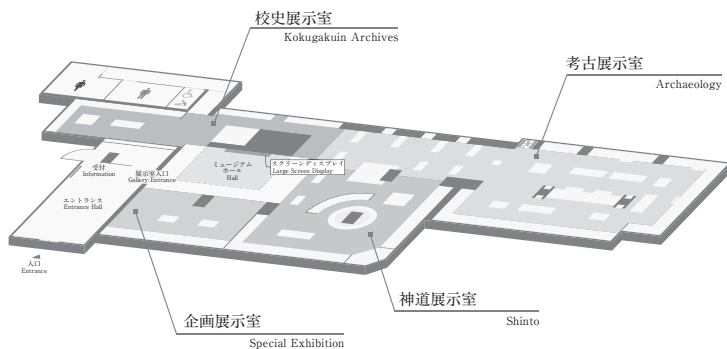 校史展示室
Kokugakuin Archives
考古展示室
Archaeology
スクリーンディスプレイ
Large Screen Display
ミュージアム
ホール
Hall
受付
Information
展示室入口
Gallery Entrance
エントランス
Entrance Hall
入口
Entrance
神道展示室
Shinto
企画展示室
Special Exhibition